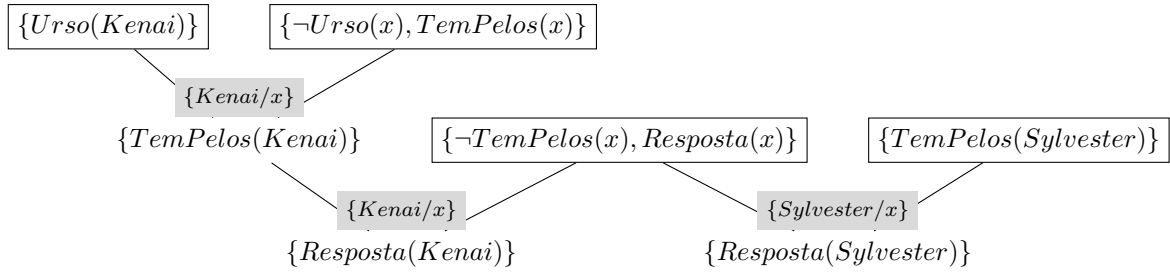 {Urso(Kenai)} {¬Urso(x), TemPelos(x)}
{Kenai/x}
{TemPelos(Kenai)} {¬TemPelos(x), Resposta(x)} {TemPelos(Sylvester)}
{Kenai/x} {Sylvester/x}
{Resposta(Kenai)} {Resposta(Sylvester)}